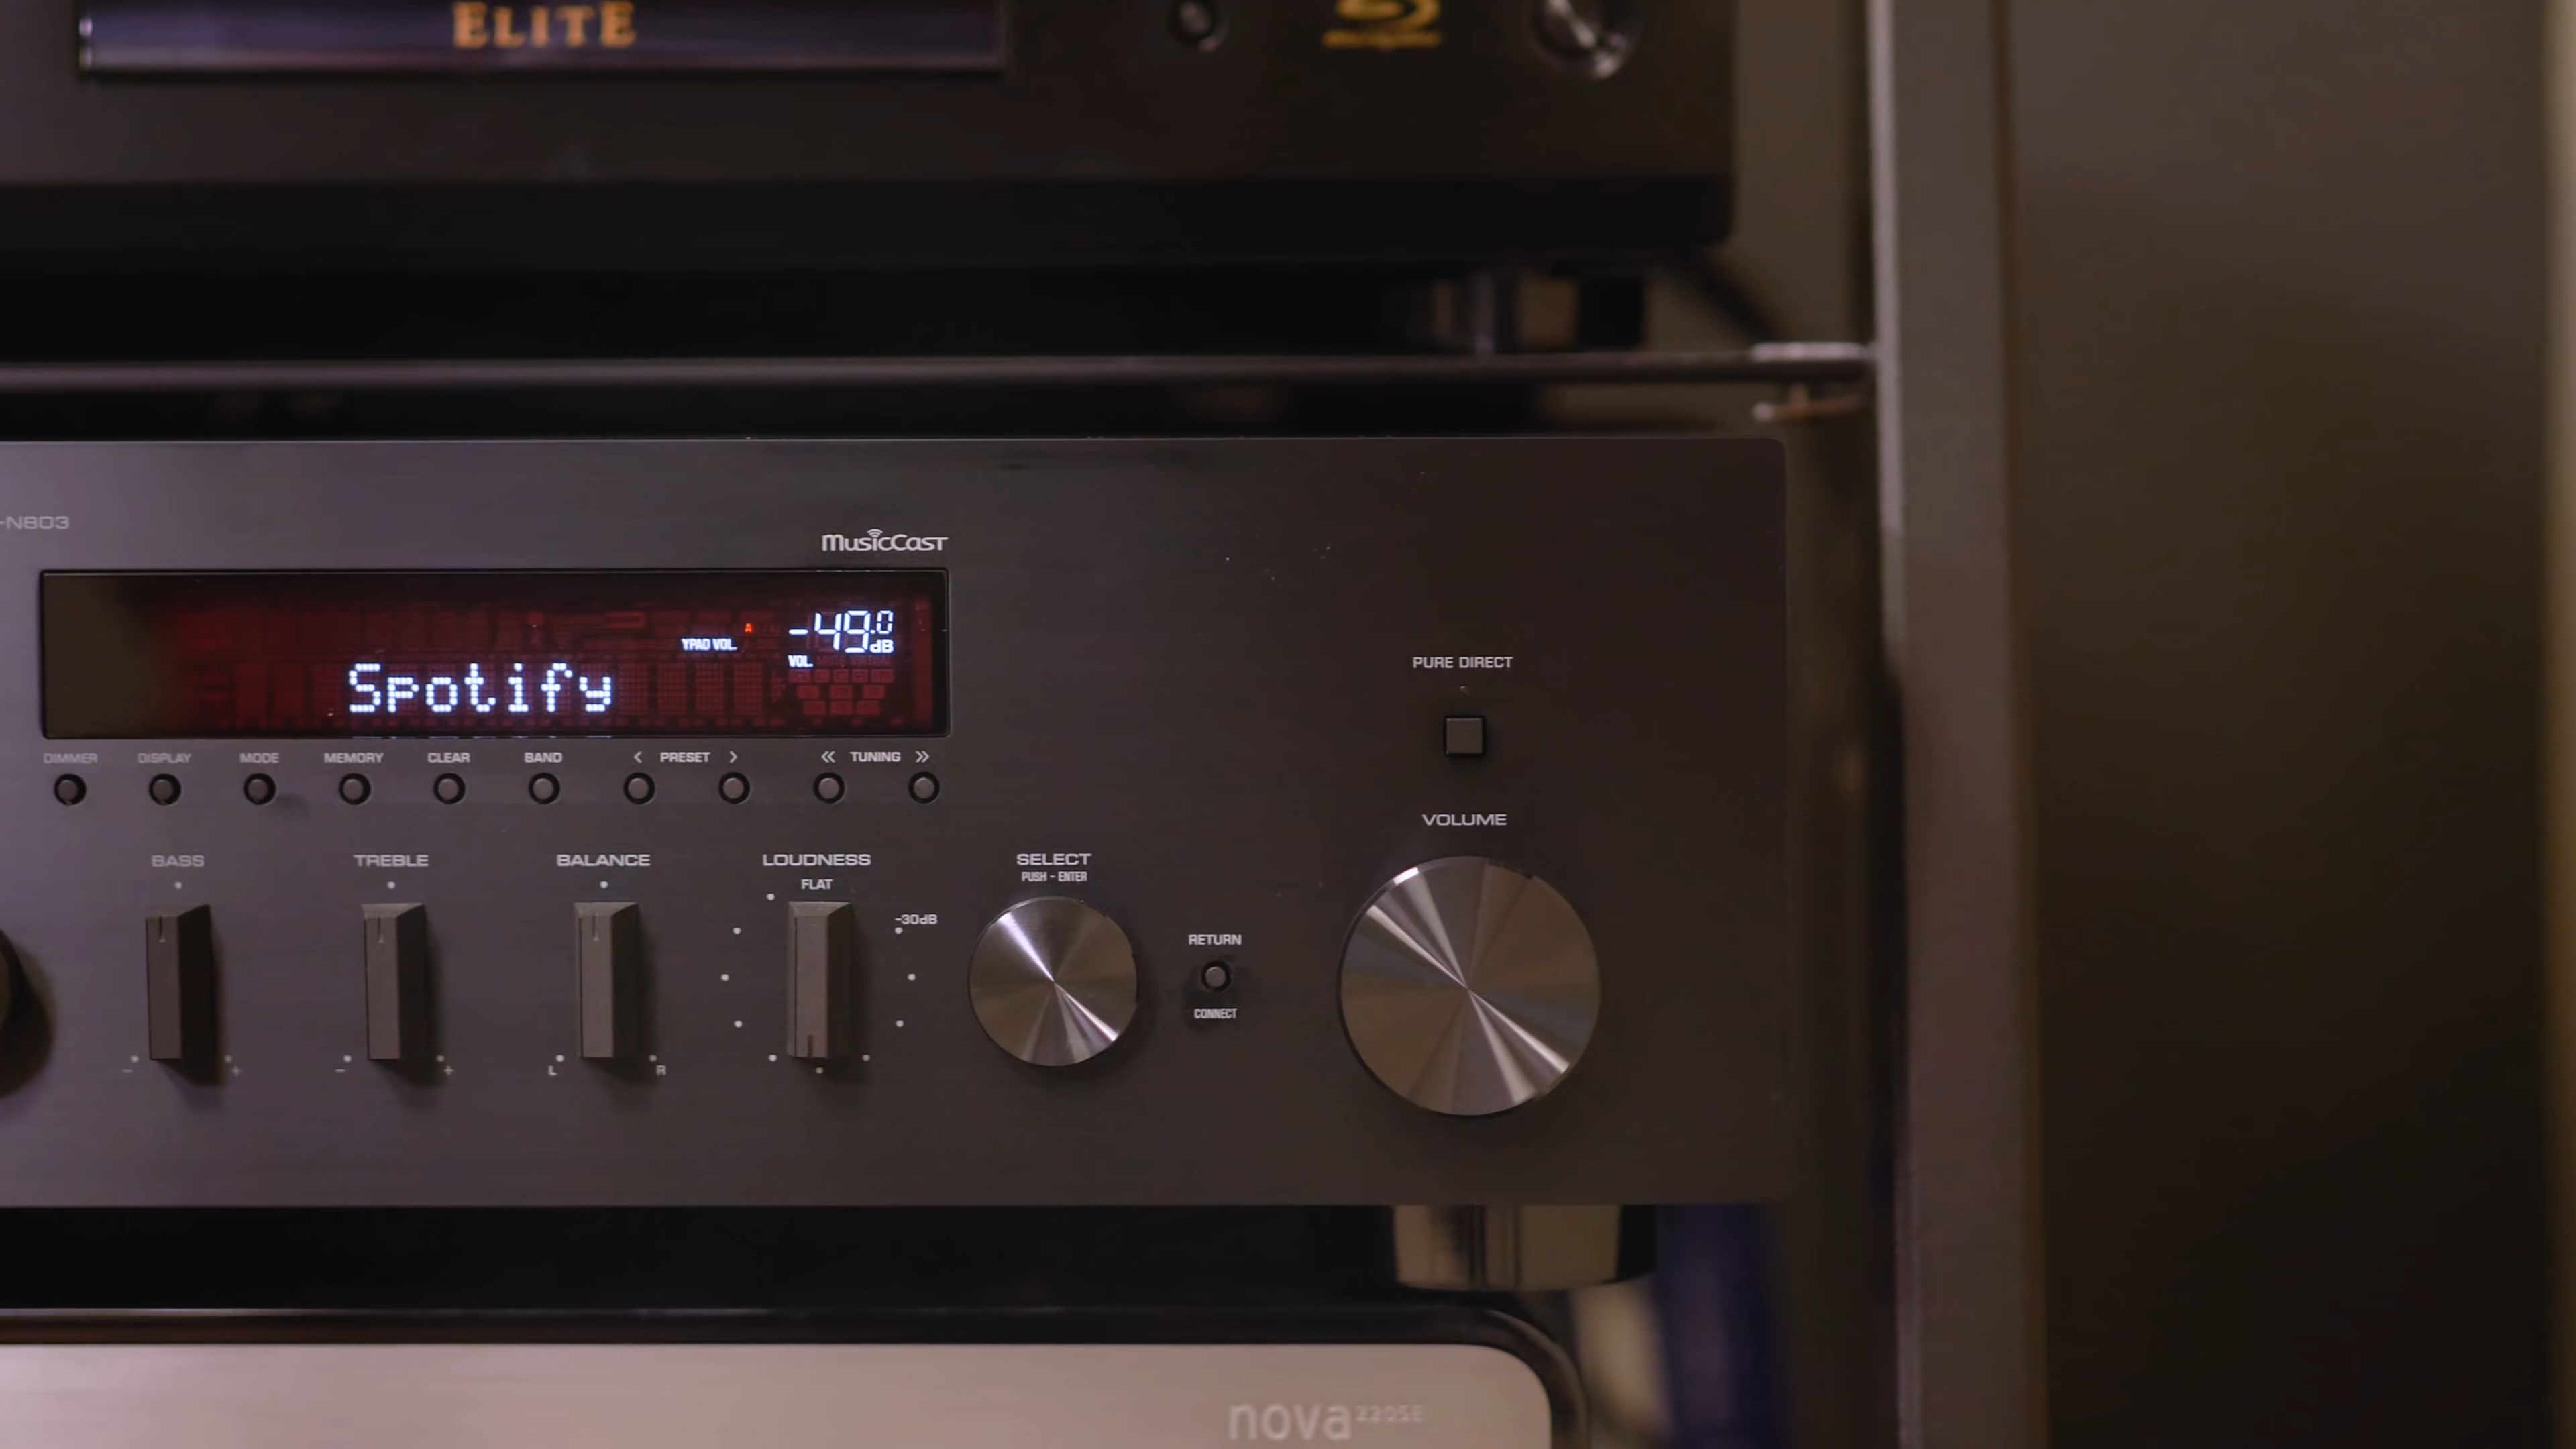 ELITE
-N803
MusicCast
A
-49.0
YPAO VOL.
dB
VOL.
Spotify
DIMMER DISPLAY MODE MEMORY CLEAR BAND < PRESET > << TUNING >>
PURE DIRECT
VOLUME
BASS TREBLE BALANCE LOUDNESS SELECT
PUSH - ENTER
FLAT
-30dB
RETURN
CONNECT
- + - + L R
nova 220SE